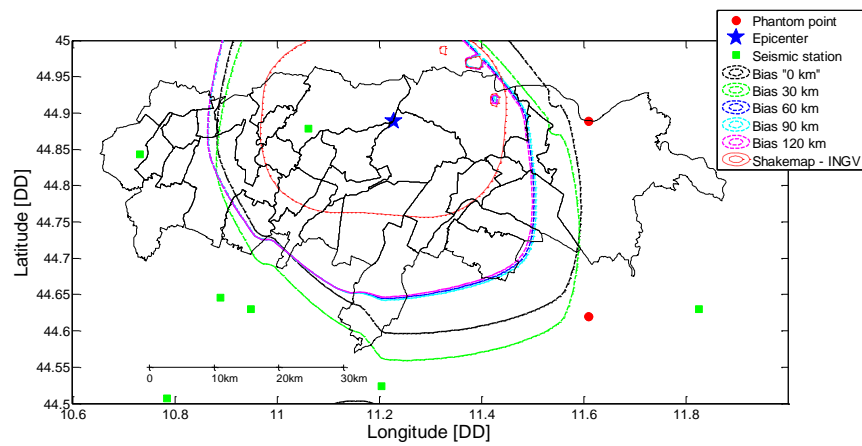 Phantom point
Epicenter
Seismic station
Bias "0 km"
Bias 30 km
Bias 60 km
Bias 90 km
Bias 120 km
Shakemap - INGV
45
44.95
44.9
44.85
44.8
44.75
44.7
44.65
44.6
44.55
44.5
Latitude [DD]
0 10km 20km 30km
10.6 10.8 11 11.2 11.4 11.6 11.8
Longitude [DD]